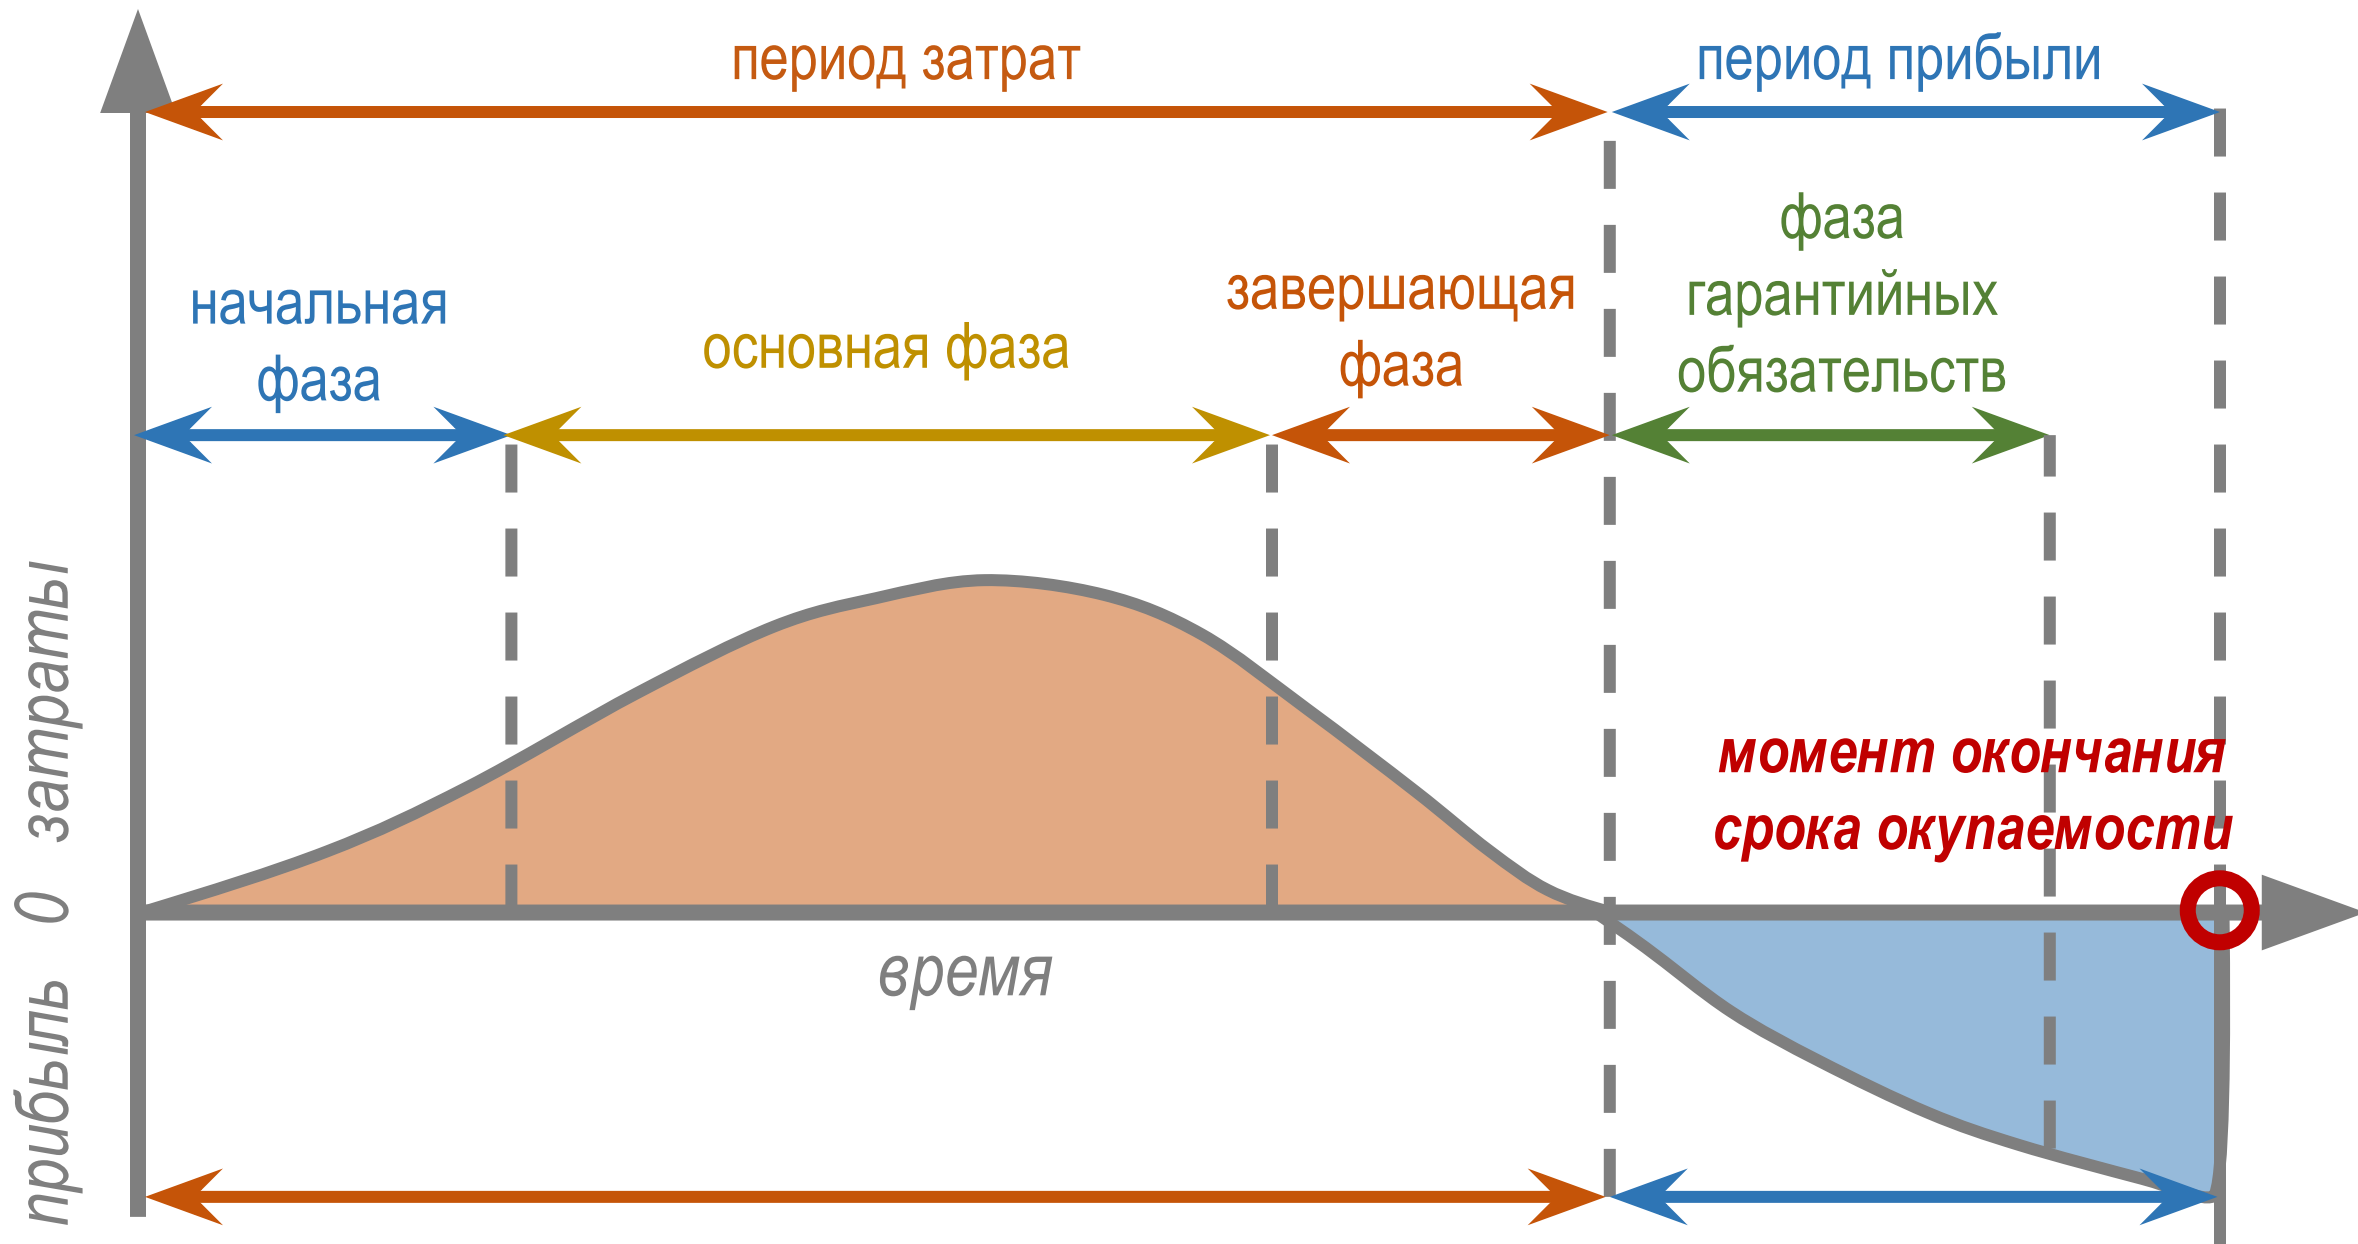 период затрат
период прибыли
начальная
фаза
основная фаза
завершающая
фаза
фаза
гарантийных
обязательств
момент окончания
срока окупаемости
время
прибыль 0 затраты